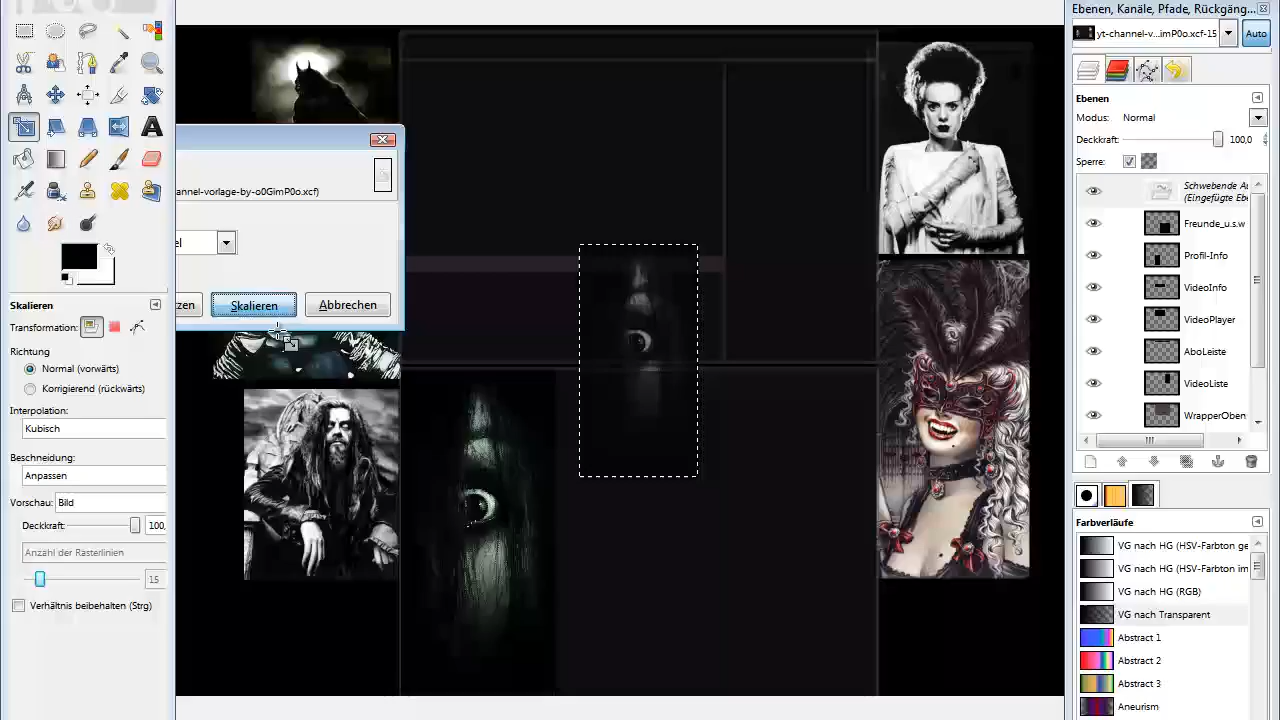 Ebenen, Kanäle, Pfade, Rückgäng...
yt-channel-v...imP0o.xcf-15
Auto
Ebenen
Modus: Normal
Deckkraft: 100,0
Sperre:
Schwebende Au
(Eingefügte Ebe
Freunde_u.s.w
Profil-Info
VideoInfo
VideoPlayer
AboLeiste
VideoListe
WrapperOben
Farbverläufe
VG nach HG (HSV-Farbton ge
VG nach HG (HSV-Farbton im
VG nach HG (RGB)
VG nach Transparent
Abstract 1
Abstract 2
Abstract 3
Aneurism
annel-vorlage-by-o0GimP0o.xcf)
el
zen
Skalieren
Abbrechen
Skalieren
Transformation:
Richtung
Normal (vorwärts)
Korrigierend (rückwärts)
Interpolation:
Kubisch
Beschneidung:
Anpassen
Vorschau: Bild
Deckkraft: 100,
Anzahl der Rasterlinien
15
Verhältnis beibehalten (Strg)